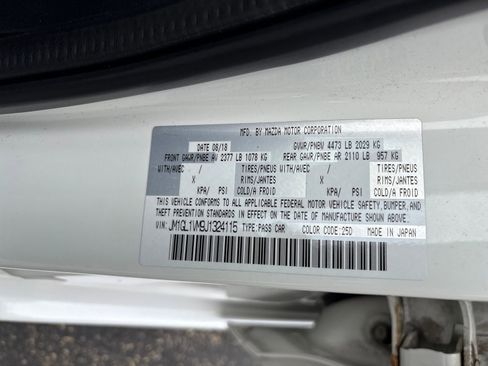 MFD. BY MAZDA MOTOR CORPORATION
DATE 08/18 GVWR/PNBV 4473 LB 2029 KG
FRONT GAWR/PNBE AV 2377 LB 1078 KG REAR GAWR/PNBE AR 2110 LB 957 KG
WITH/AVEC TIRES/PNEUS WITH/AVEC TIRES/PNEUS
X RIMS/JANTES X RIMS/JANTES
KPA/ PSI COLD/A FROID KPA/ PSI COLD/A FROID
THIS VEHICLE CONFORMS TO ALL APPLICABLE FEDERAL MOTOR VEHICLE SAFETY, BUMPER, AND
THEFT PREVENTION STANDARDS IN EFFECT ON THE DATE OF MANUFACTURE SHOWN ABOVE.
VIN: JM1GL1VM9J1324115 TYPE: PASS CAR COLOR CODE: 25D MADE IN JAPAN